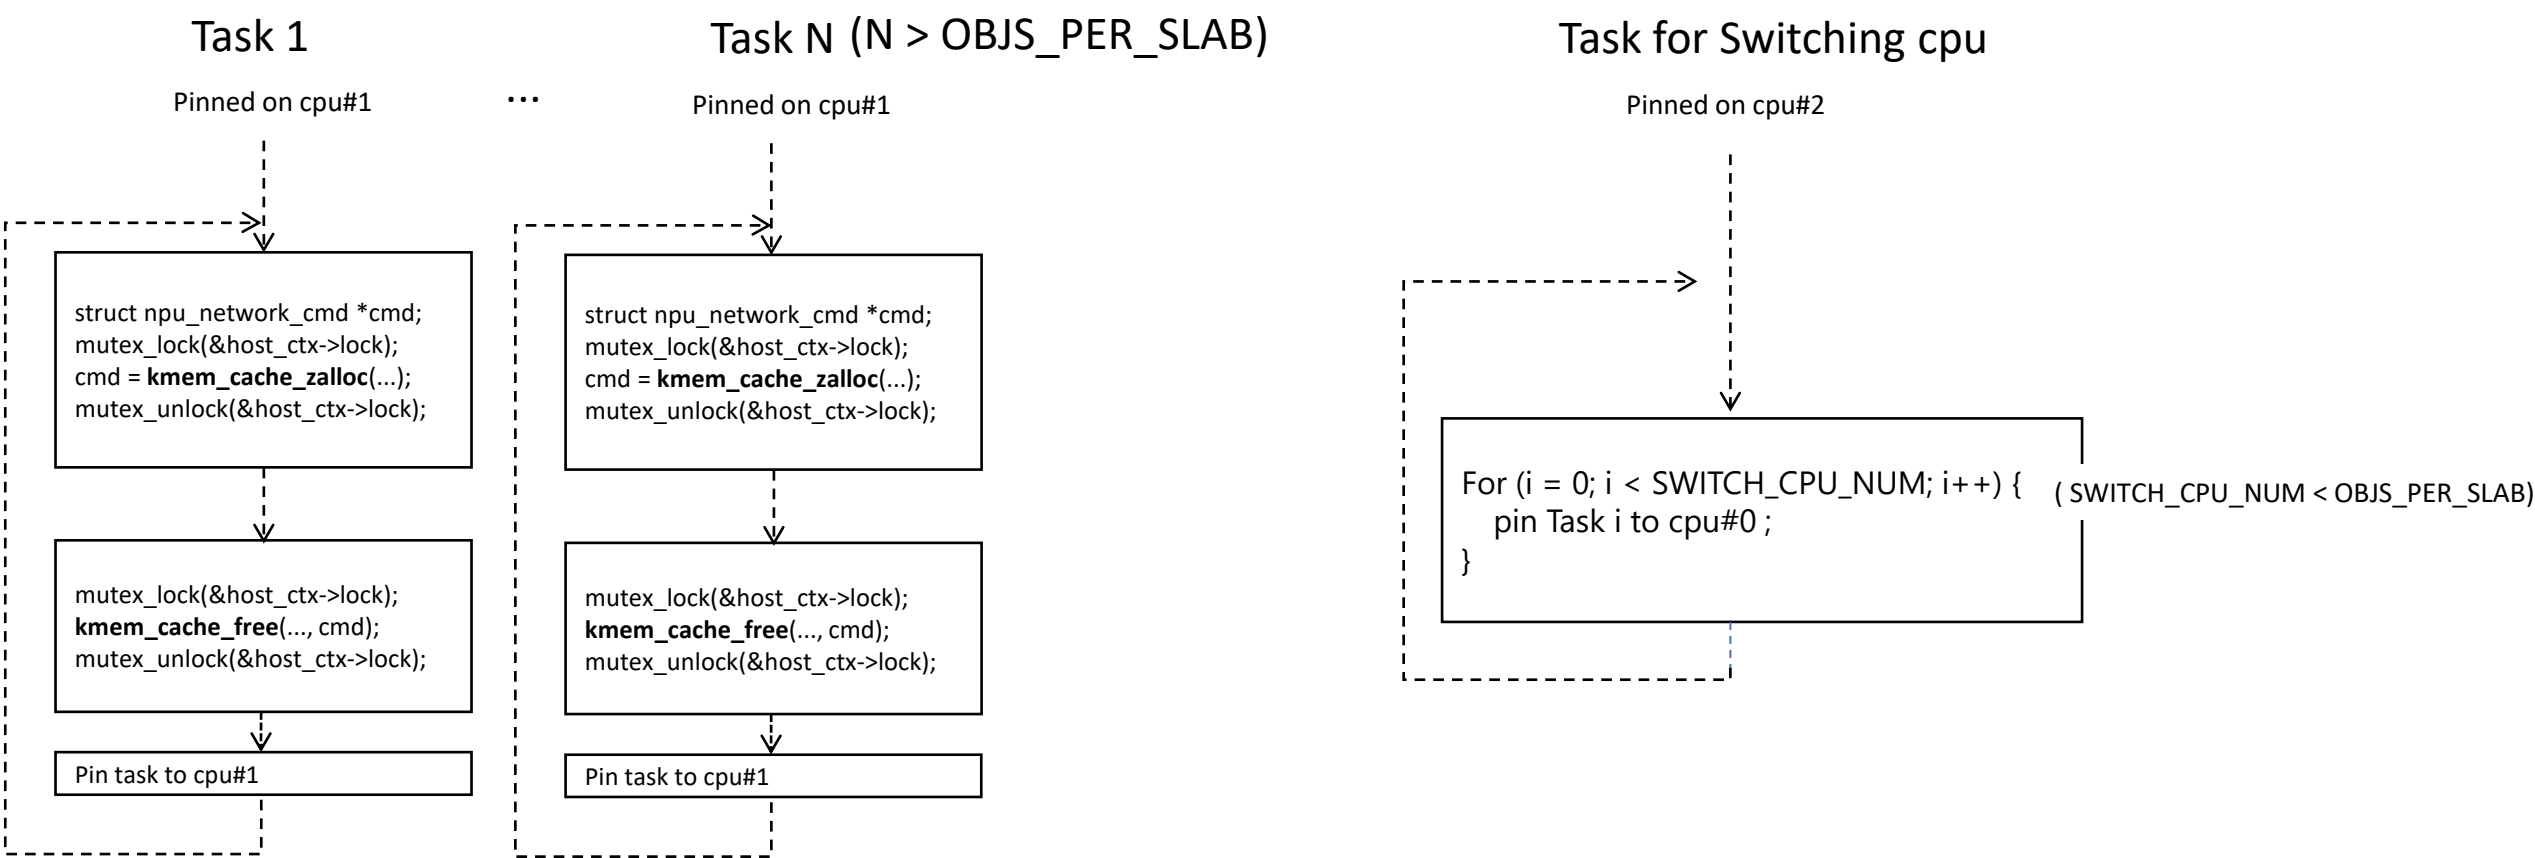 Task 1
Pinned on cpu#1
struct npu_network_cmd *cmd;
mutex_lock(&host_ctx->lock);
cmd = kmem_cache_zalloc(...);
mutex_unlock(&host_ctx->lock);
mutex_lock(&host_ctx->lock);
kmem_cache_free(..., cmd);
mutex_unlock(&host_ctx->lock);
Pin task to cpu#1
...
Task N (N > OBJS_PER_SLAB)
Pinned on cpu#1
struct npu_network_cmd *cmd;
mutex_lock(&host_ctx->lock);
cmd = kmem_cache_zalloc(...);
mutex_unlock(&host_ctx->lock);
mutex_lock(&host_ctx->lock);
kmem_cache_free(..., cmd);
mutex_unlock(&host_ctx->lock);
Pin task to cpu#1
Task for Switching cpu
Pinned on cpu#2
For (i = 0; i < SWITCH_CPU_NUM; i++) { ( SWITCH_CPU_NUM < OBJS_PER_SLAB)
pin Task i to cpu#0 ;
}